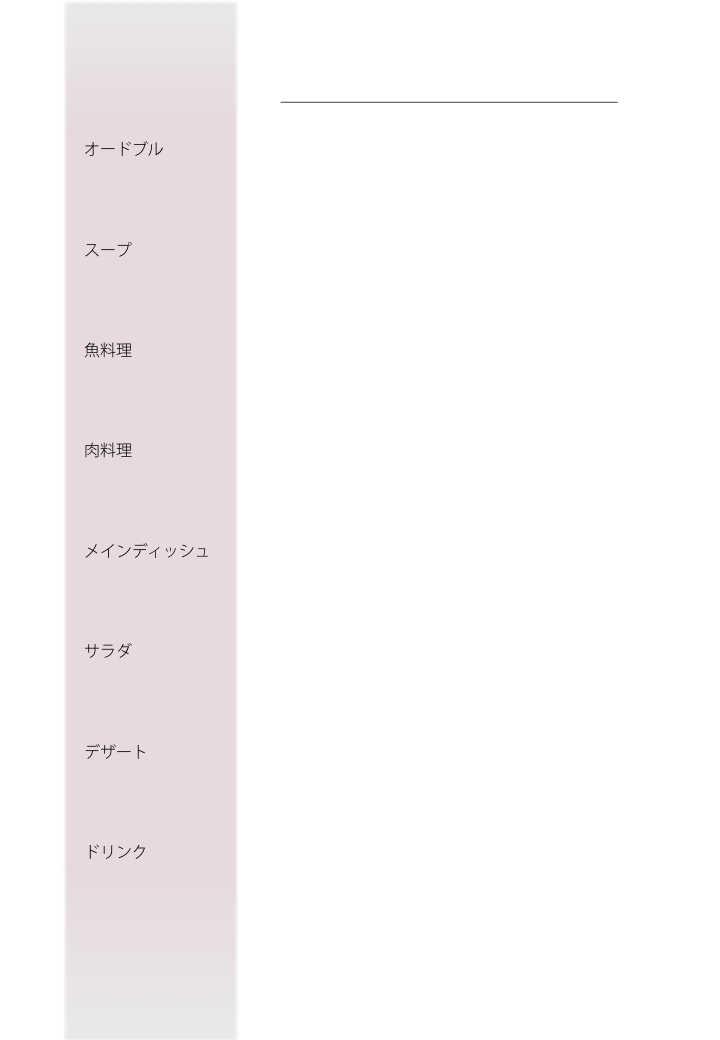 オードブル
スープ
魚料理
肉料理
メインディッシュ
サラダ
デザート
ドリンク